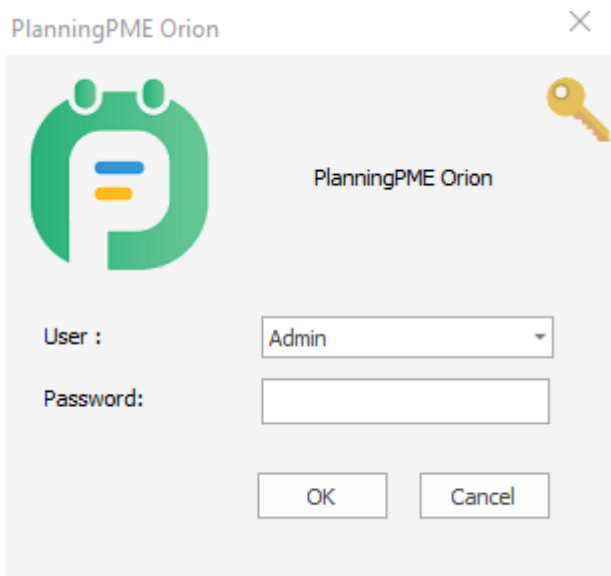 PlanningPME Orion
PlanningPME Orion
User :
Admin
Password:
OK
Cancel